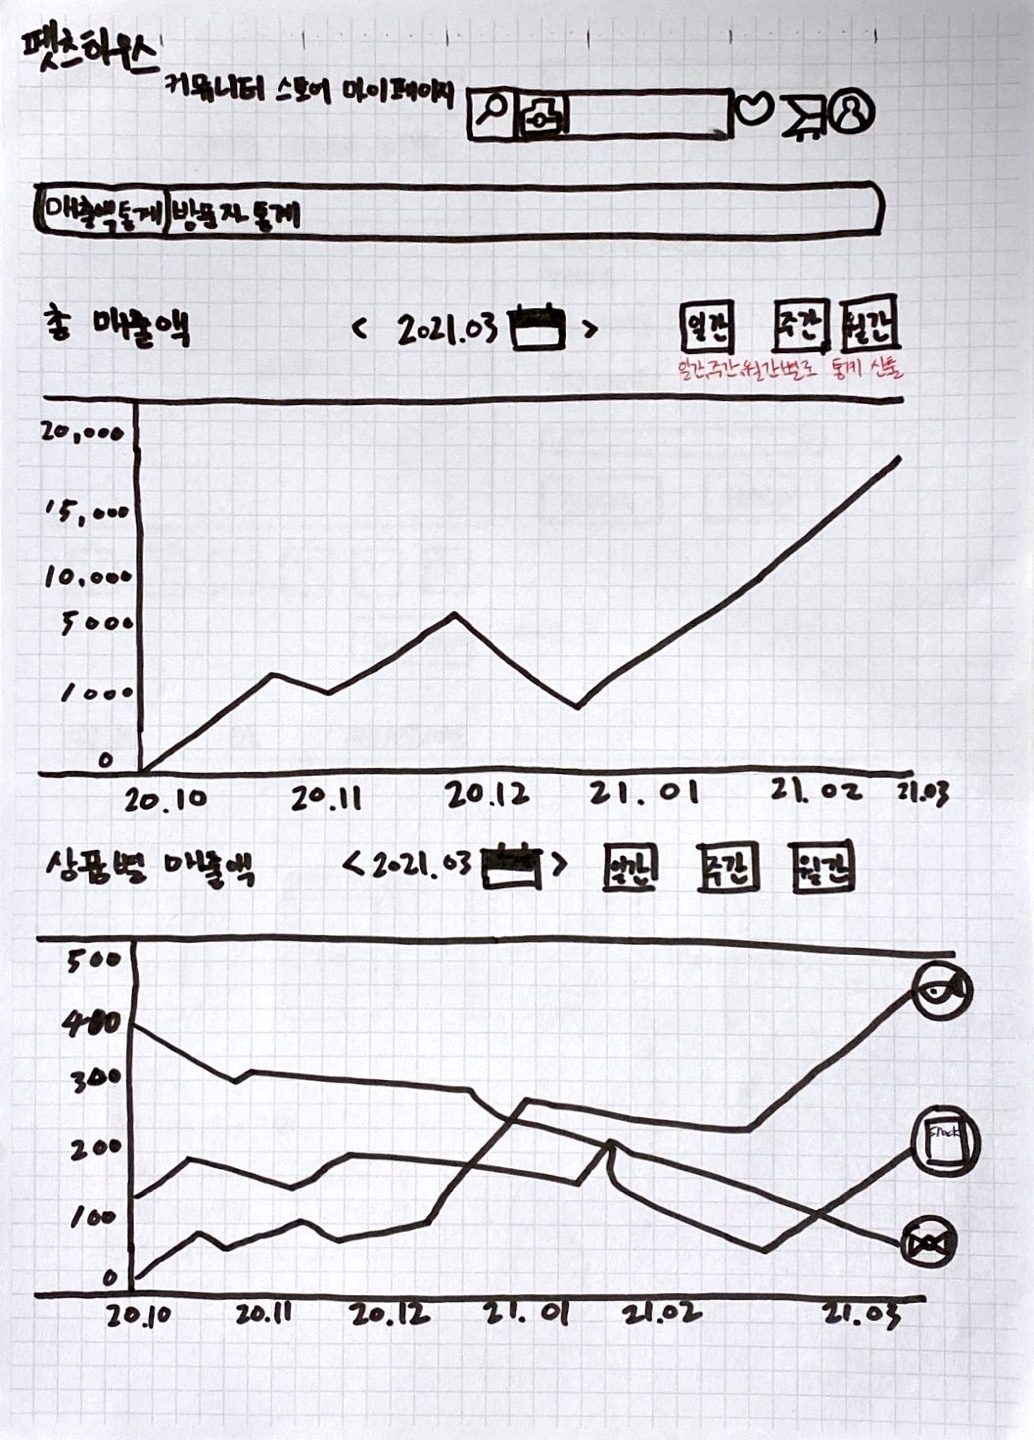 펫츠하우스
커뮤니티 스토어 마이페이지
매출액통계 방문자 통계
총 매출액 < 2021.03 > 일간 주간 월간
일간,주간,월간별로 통계 산출
20,000
15,000
10,000
5000
1000
0
20.10 20.11 20.12 21.01 21.02 21.03
상품별 매출액 < 2021.03 > 일간 주간 월간
500
400
300
200
100
0
20.10 20.11 20.12 21.01 21.02 21.03